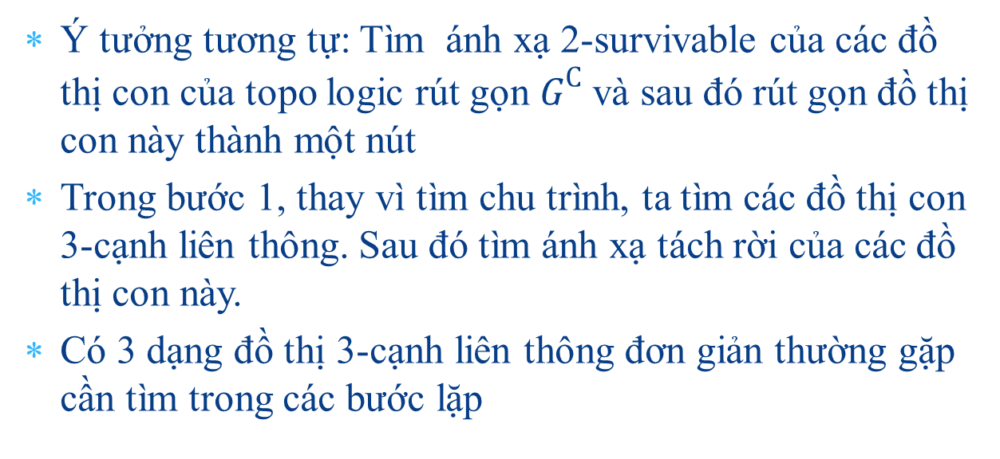 * Ý tưởng tương tự: Tìm ánh xạ 2-survivable của các đồ
thị con của topo logic rút gọn G^C và sau đó rút gọn đồ thị
con này thành một nút
* Trong bước 1, thay vì tìm chu trình, ta tìm các đồ thị con
3-cạnh liên thông. Sau đó tìm ánh xạ tách rời của các đồ
thị con này.
* Có 3 dạng đồ thị 3-cạnh liên thông đơn giản thường gặp
cần tìm trong các bước lặp